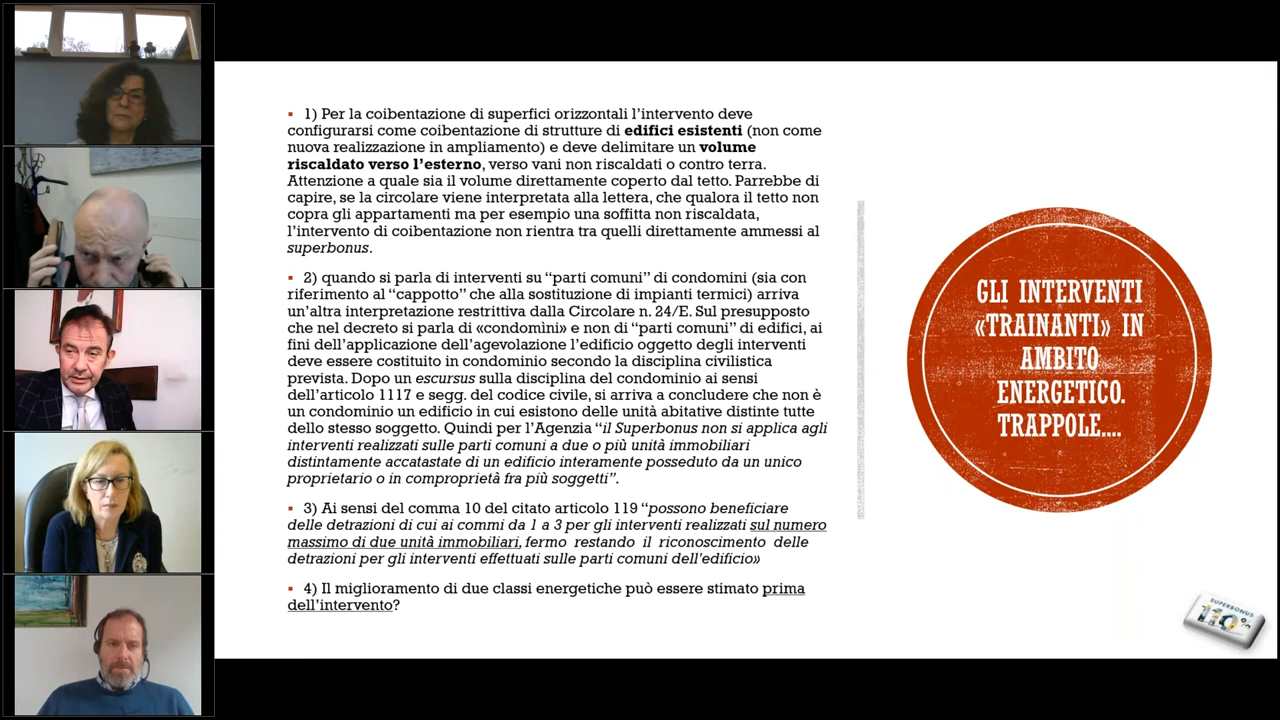 ▪ 1) Per la coibentazione di superfici orizzontali l’intervento deve
configurarsi come coibentazione di strutture di edifici esistenti (non come
nuova realizzazione in ampliamento) e deve delimitare un volume
riscaldato verso l’esterno, verso vani non riscaldati o contro terra.
Attenzione a quale sia il volume direttamente coperto dal tetto. Parrebbe di
capire, se la circolare viene interpretata alla lettera, che qualora il tetto non
copra gli appartamenti ma per esempio una soffitta non riscaldata,
l’intervento di coibentazione non rientra tra quelli direttamente ammessi al
superbonus.
▪ 2) quando si parla di interventi su “parti comuni” di condomini (sia con
riferimento al “cappotto” che alla sostituzione di impianti termici) arriva
un’altra interpretazione restrittiva dalla Circolare n. 24/E. Sul presupposto
che nel decreto si parla di «condomìni» e non di “parti comuni” di edifici, ai
fini dell’applicazione dell’agevolazione l’edificio oggetto degli interventi
deve essere costituito in condominio secondo la disciplina civilistica
prevista. Dopo un escursus sulla disciplina del condominio ai sensi
dell’articolo 1117 e segg. del codice civile, si arriva a concludere che non è
un condominio un edificio in cui esistono delle unità abitative distinte tutte
dello stesso soggetto. Quindi per l’Agenzia “il Superbonus non si applica agli
interventi realizzati sulle parti comuni a due o più unità immobiliari
distintamente accatastate di un edificio interamente posseduto da un unico
proprietario o in comproprietà fra più soggetti”.
▪ 3) Ai sensi del comma 10 del citato articolo 119 “possono beneficiare
delle detrazioni di cui ai commi da 1 a 3 per gli interventi realizzati sul numero
massimo di due unità immobiliari, fermo restando il riconoscimento delle
detrazioni per gli interventi effettuati sulle parti comuni dell'edificio»
▪ 4) Il miglioramento di due classi energetiche può essere stimato prima
dell’intervento?
GLI INTERVENTI
«TRAINANTI» IN
AMBITO
ENERGETICO.
TRAPPOLE....
SUPERBONUS
110%